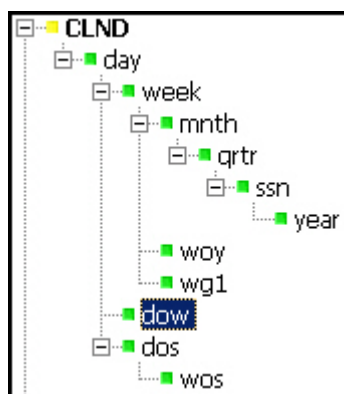 CLND
day
week
mnth
qrtr
ssn
year
woy
wg1
dow
dos
wos